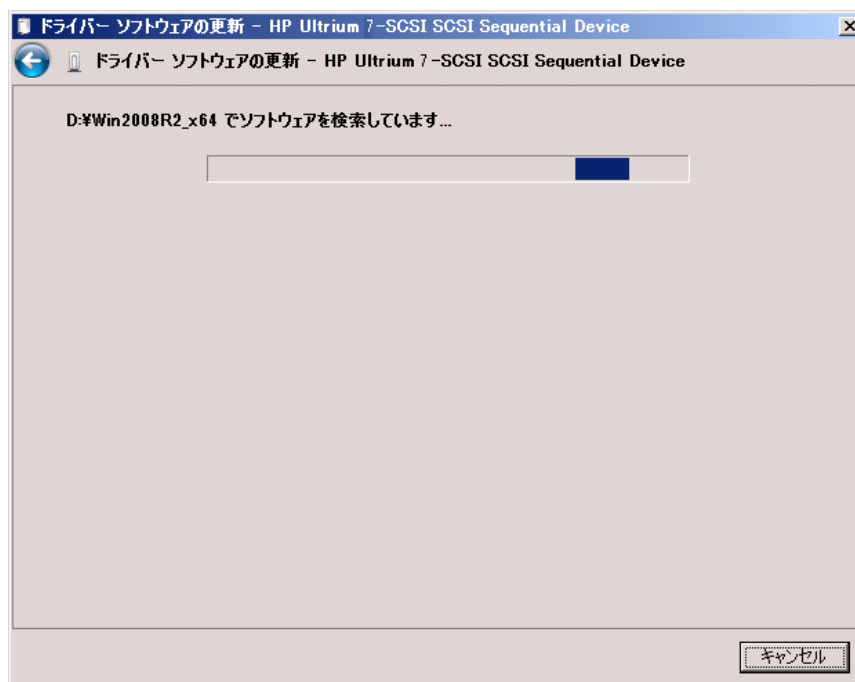 ドライバー ソフトウェアの更新 - HP Ultrium 7-SCSI SCSI Sequential Device
ドライバー ソフトウェアの更新 - HP Ultrium 7-SCSI SCSI Sequential Device
D:¥Win2008R2_x64 でソフトウェアを検索しています...
キャンセル